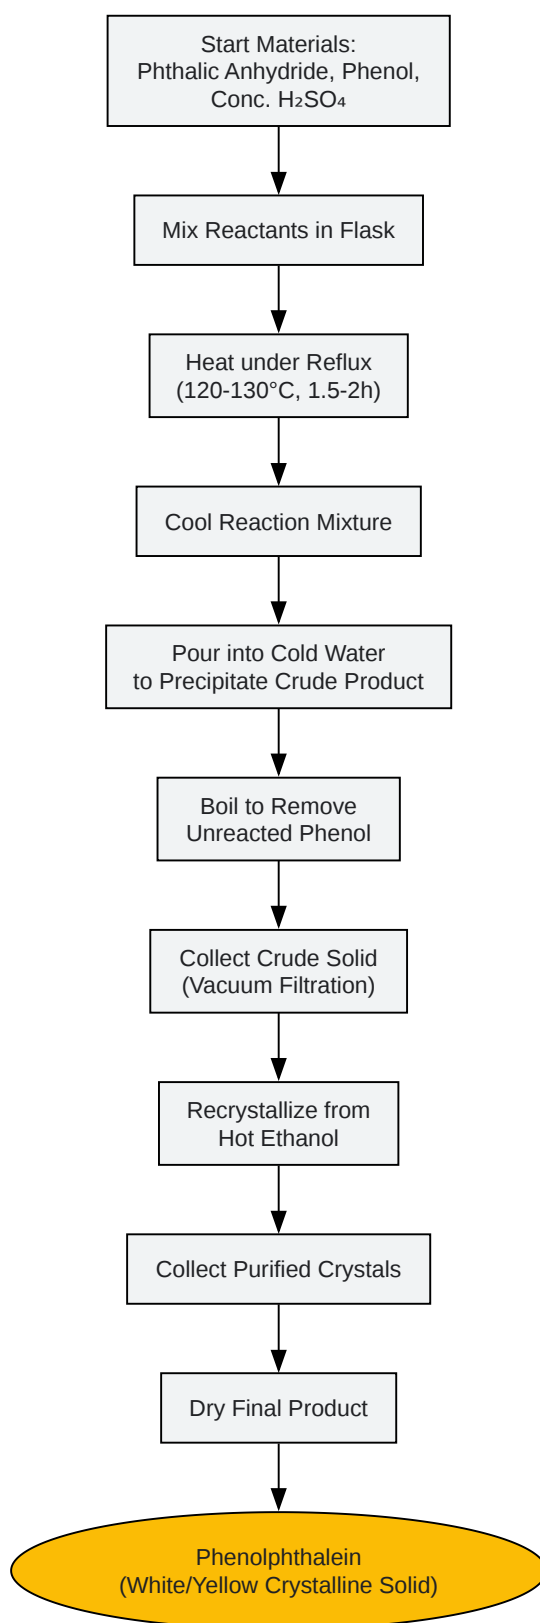 Start Materials:
Phthalic Anhydride, Phenol,
Conc. H₂SO₄
Mix Reactants in Flask
Heat under Reflux
(120-130°C, 1.5-2h)
Cool Reaction Mixture
Pour into Cold Water
to Precipitate Crude Product
Boil to Remove
Unreacted Phenol
Collect Crude Solid
(Vacuum Filtration)
Recrystallize from
Hot Ethanol
Collect Purified Crystals
Dry Final Product
Phenolphthalein
(White/Yellow Crystalline Solid)